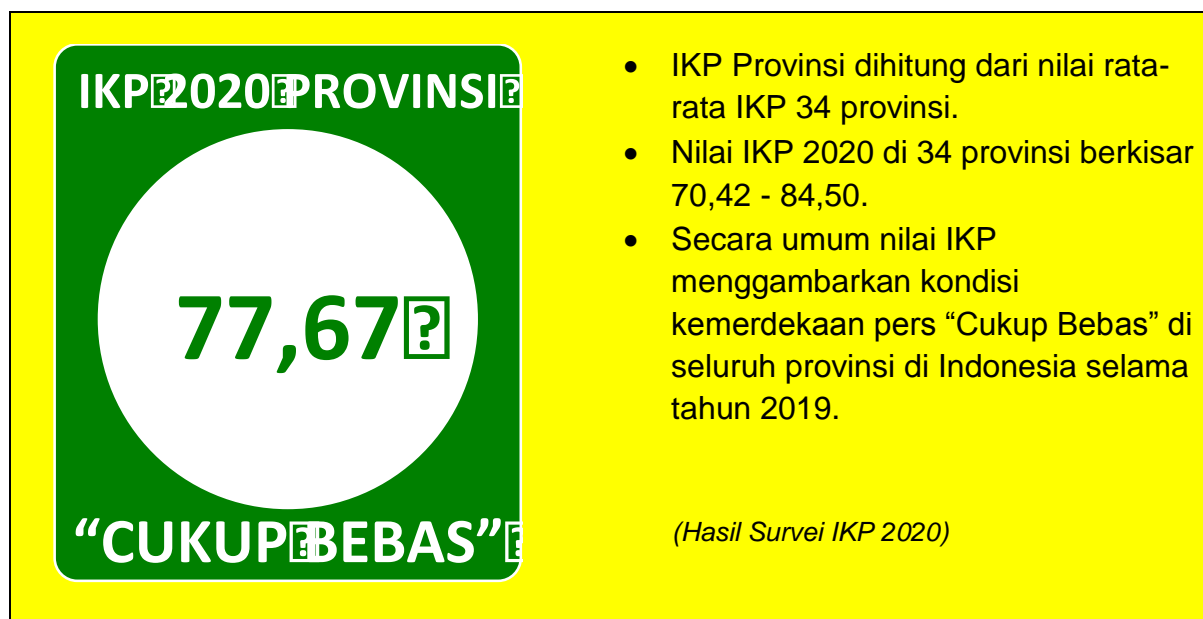 IKP 2020 PROVINSI
77,67
“CUKUP BEBAS”
• IKP Provinsi dihitung dari nilai rata-
rata IKP 34 provinsi.
• Nilai IKP 2020 di 34 provinsi berkisar
70,42 - 84,50.
• Secara umum nilai IKP
menggambarkan kondisi
kemerdekaan pers “Cukup Bebas” di
seluruh provinsi di Indonesia selama
tahun 2019.
(Hasil Survei IKP 2020)